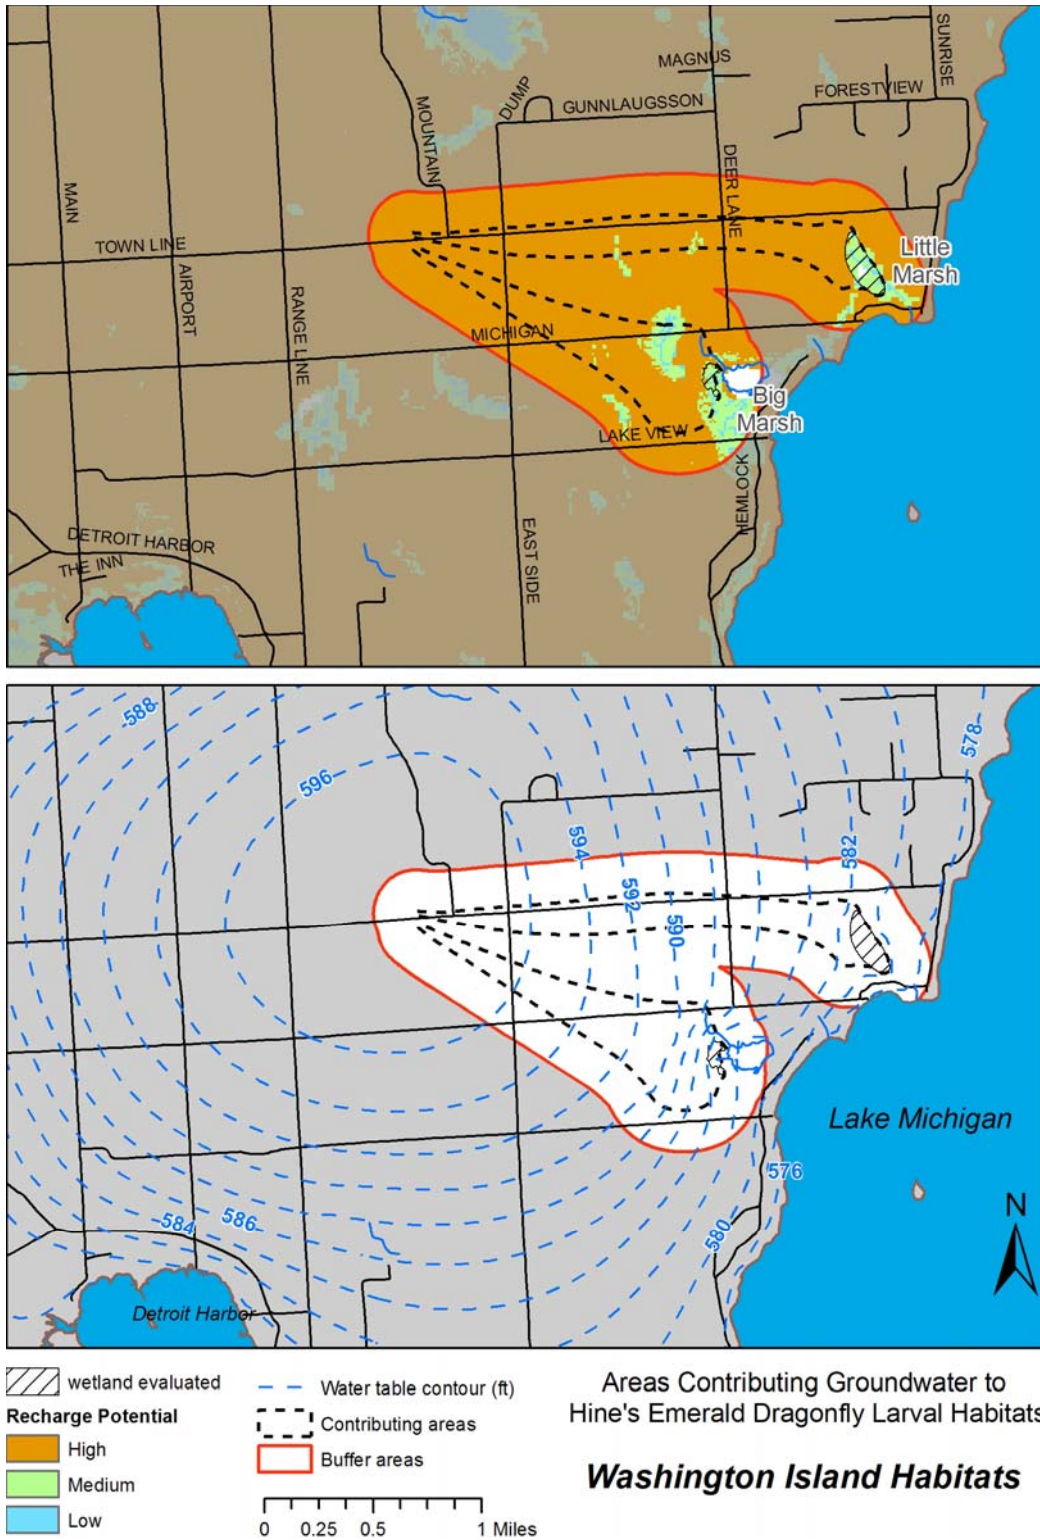 SUNRISE
MAGNUS
FORESTVIEW
DUMP
GUNNLAUGSSON
MOUNTAIN
DEER LANE
MAIN
TOWN LINE
Little
Marsh
AIRPORT
RANGE LINE
MICHIGAN
Big
Marsh
LAKE VIEW
HEMLOCK
EAST SIDE
DETROIT HARBOR
THE INN
588
578
596
594
582
592
590
Lake Michigan
576
586
584
580
N
Detroit Harbor
wetland evaluated
Recharge Potential
High
Medium
Low
Water table contour (ft)
Contributing areas
Buffer areas
0 0.25 0.5 1 Miles
Areas Contributing Groundwater to
Hine's Emerald Dragonfly Larval Habitats
Washington Island Habitats